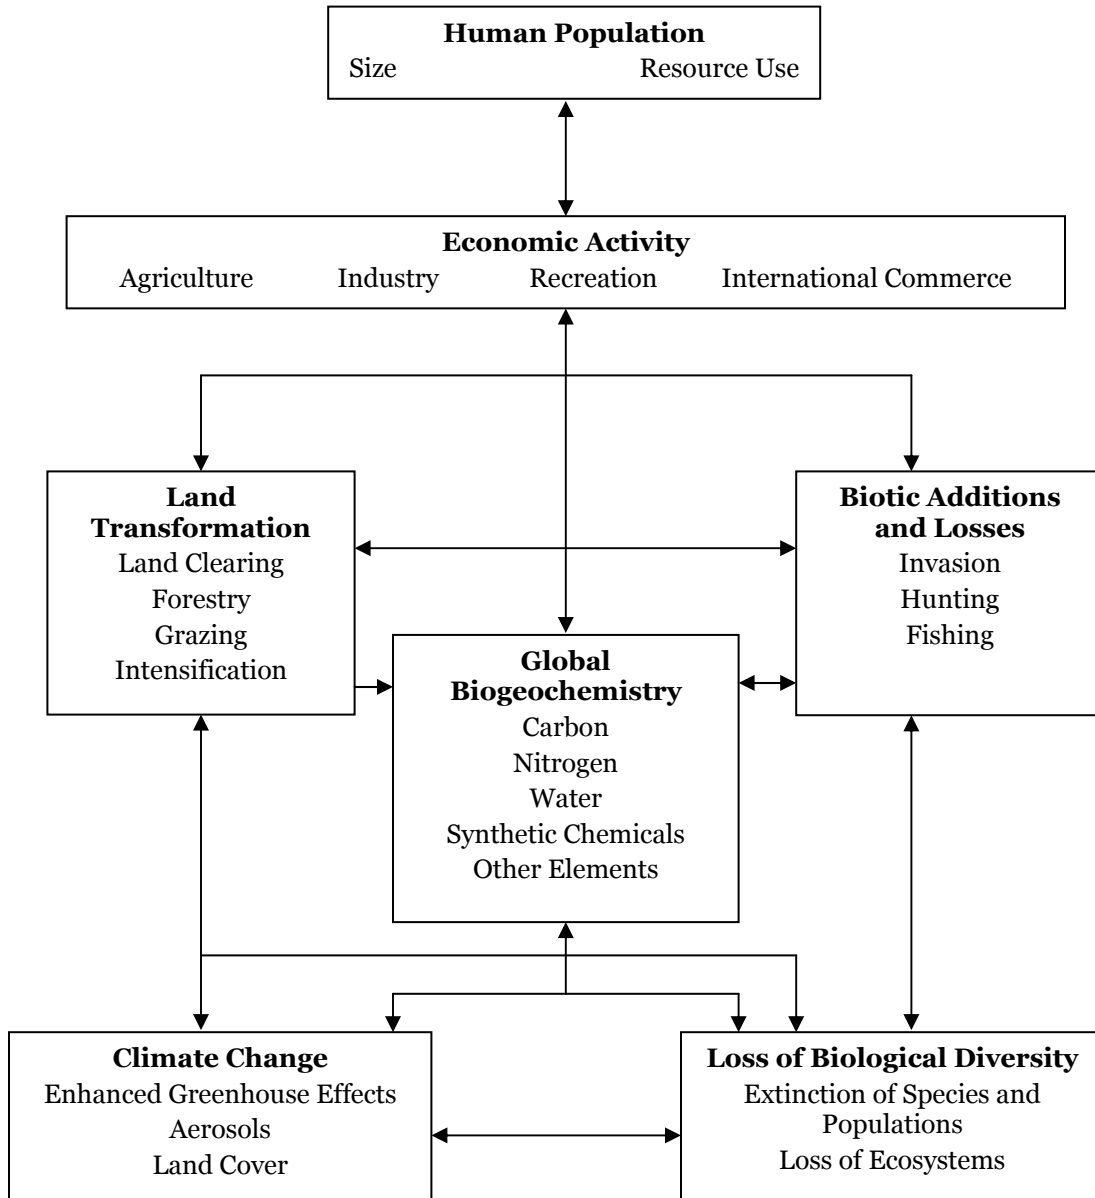 Human Population
Size Resource Use
Economic Activity
Agriculture Industry Recreation International Commerce
Land
Transformation
Land Clearing
Forestry
Grazing
Intensification
Biotic Additions
and Losses
Invasion
Hunting
Fishing
Global
Biogeochemistry
Carbon
Nitrogen
Water
Synthetic Chemicals
Other Elements
Climate Change
Enhanced Greenhouse Effects
Aerosols
Land Cover
Loss of Biological Diversity
Extinction of Species and
Populations
Loss of Ecosystems